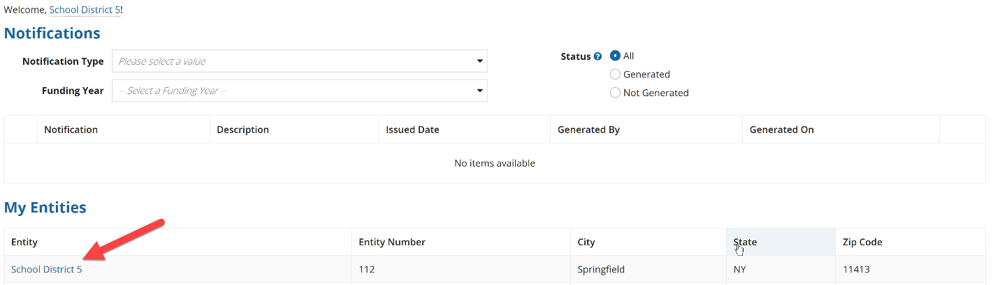 Welcome, School District 5!
Notifications
Notification Type Please select a value
Status ? All
Generated
Funding Year -- Select a Funding Year --
Not Generated
Notification Description Issued Date Generated By Generated On
No items available
My Entities
Entity Entity Number City State Zip Code
School District 5 112 Springfield NY 11413